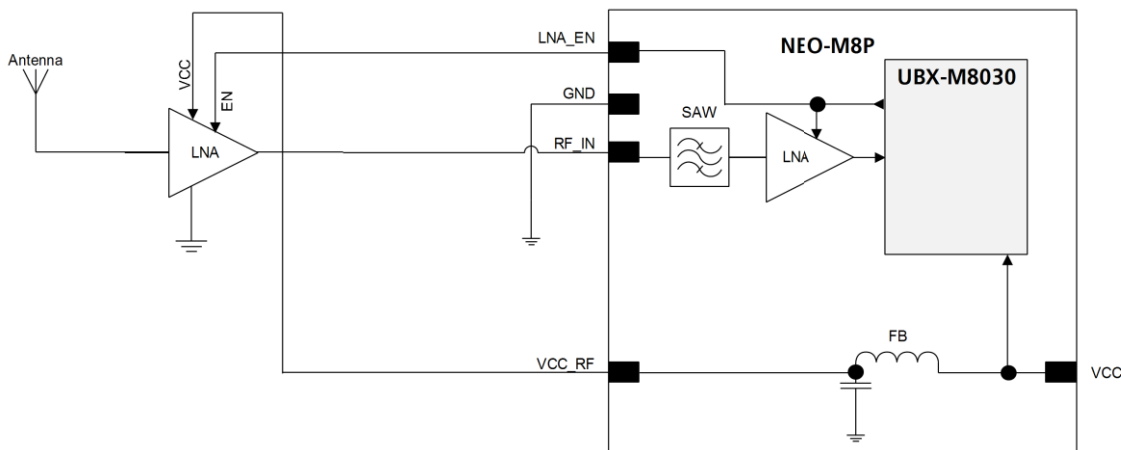 LNA_EN
NEO-M8P
Antenna
VCC
EN
UBX-M8030
GND
SAW
RF_IN
LNA
LNA
FB
VCC_RF
VCC